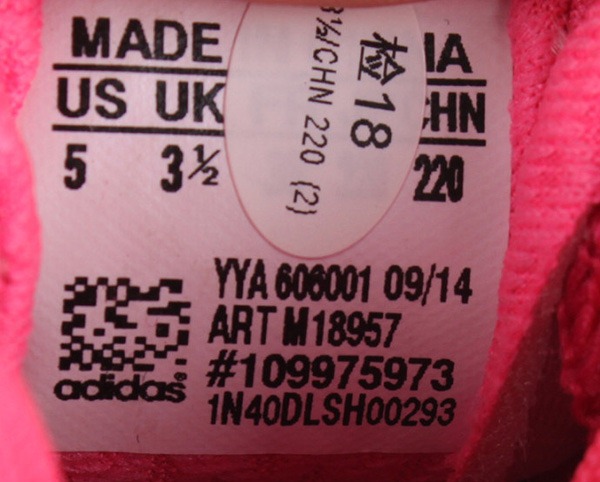 MADE IA
US UK CHN
5 3½ 220
3½/CHN 220 {2}
检18
YYA 606001 09/14
ART M18957
#109975973
1N40DLSH00293
adidas®